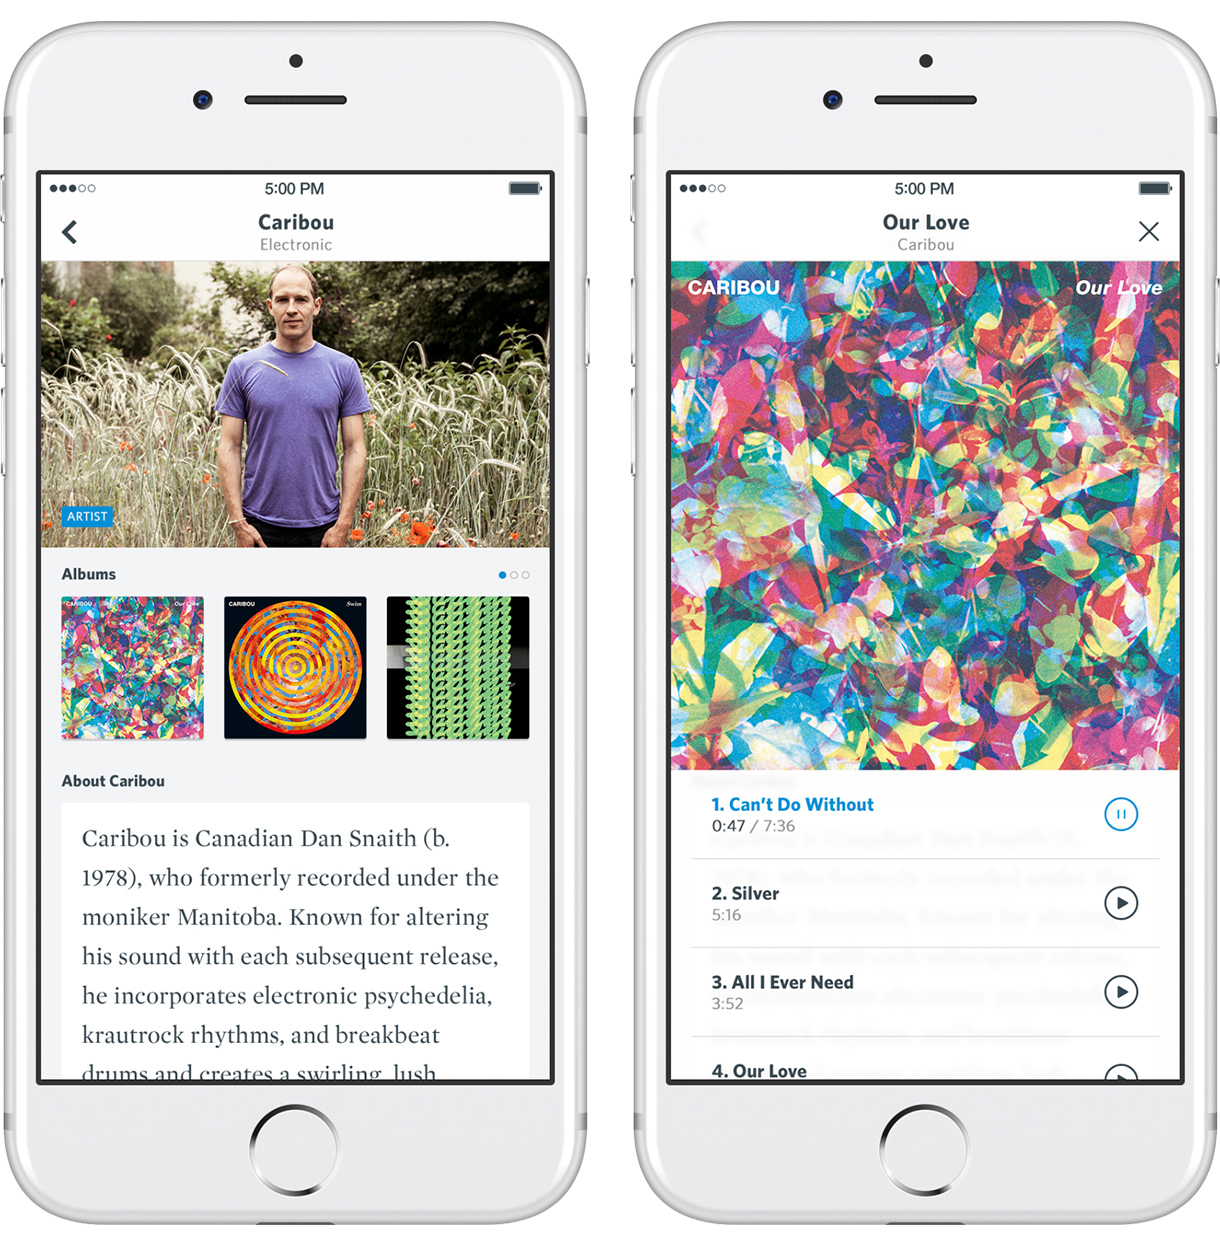 5:00 PM
Caribou
Electronic
ARTIST
Albums
CARIBOU Our Love
CARIBOU Swim
About Caribou
Caribou is Canadian Dan Snaith (b.
1978), who formerly recorded under the
moniker Manitoba. Known for altering
his sound with each subsequent release,
he incorporates electronic psychedelia,
krautrock rhythms, and breakbeat
drums and creates a swirling, lush
5:00 PM
Our Love
Caribou
CARIBOU Our Love
1. Can't Do Without
0:47 / 7:36
2. Silver
5:16
3. All I Ever Need
3:52
4. Our Love